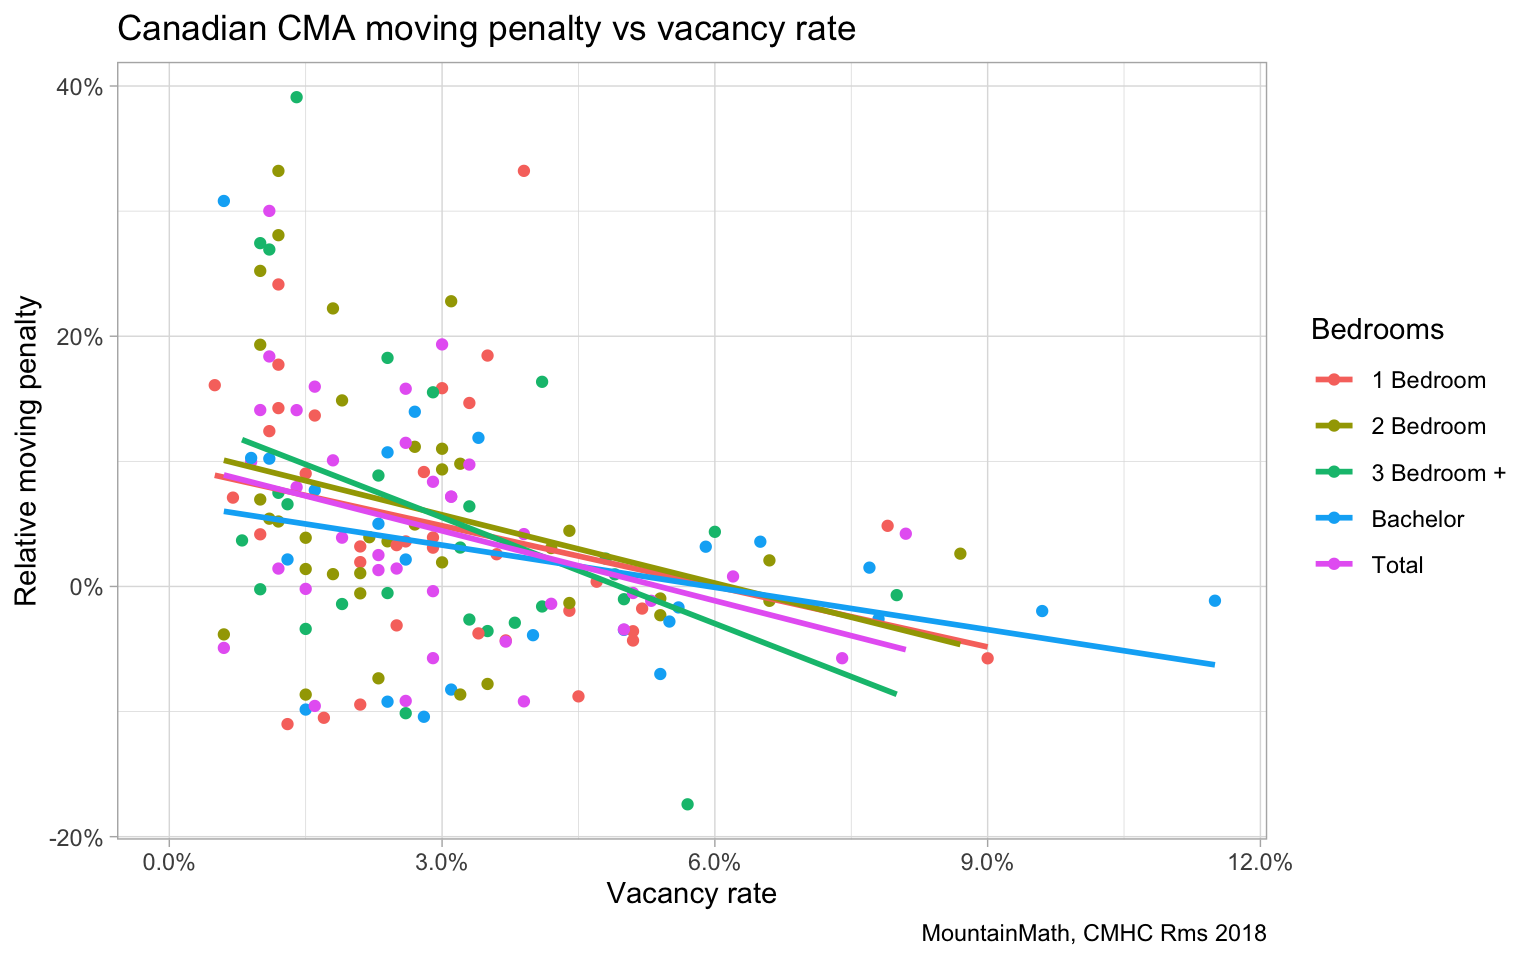 Canadian CMA moving penalty vs vacancy rate
Relative moving penalty
40%
20%
0%
-20%
0.0%
3.0%
6.0%
9.0%
12.0%
Vacancy rate
Bedrooms
1 Bedroom
2 Bedroom
3 Bedroom +
Bachelor
Total
MountainMath, CMHC Rms 2018